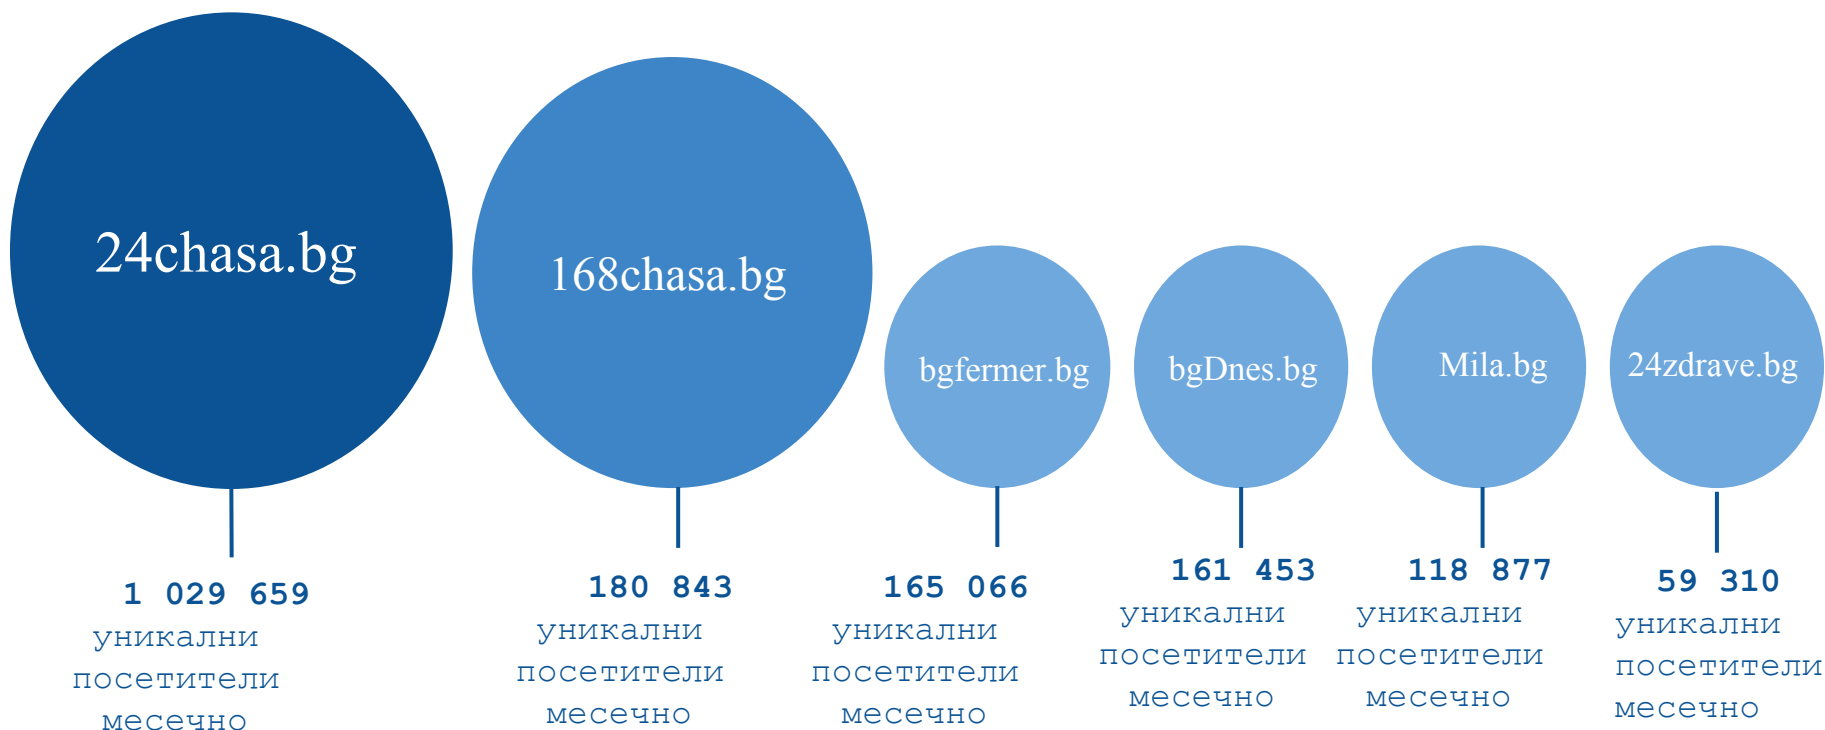 24chasa.bg
168chasa.bg
bgfermer.bg
bgDnes.bg
Mila.bg
24zdrave.bg
1 029 659
уникални
посетители
месечно
180 843
уникални
посетители
месечно
165 066
уникални
посетители
месечно
161 453
уникални
посетители
месечно
118 877
уникални
посетители
месечно
59 310
уникални
посетители
месечно